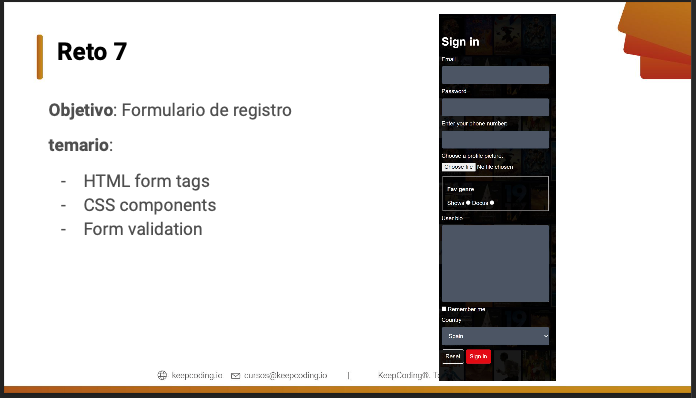 Reto 7
Objetivo: Formulario de registro
temario:
- HTML form tags
- CSS components
- Form validation
Sign in
Email
Password
Enter your phone number:
Choose a profile picture:
Choose file No file chosen
Fav genre
Shows Docus
User bio
Remember me
Country
Spain
Reset Sign In
keepcoding.io cursos@keepcoding.io | KeepCoding®.